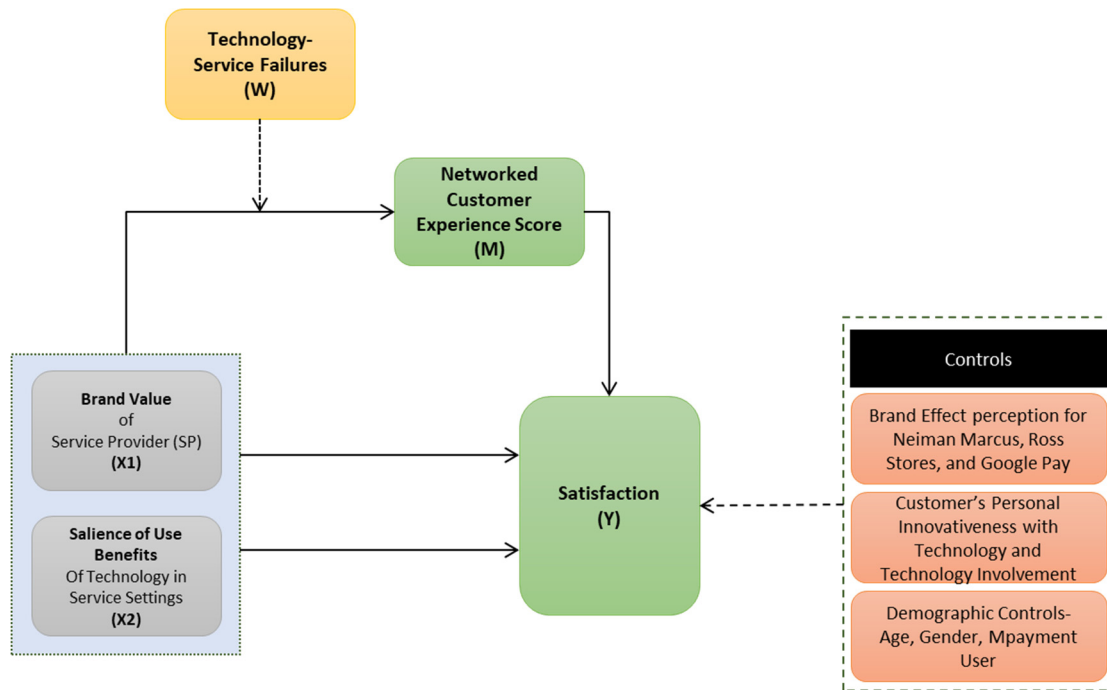 Technology-
Service Failures
(W)
Networked
Customer
Experience Score
(M)
Brand Value
of
Service Provider (SP)
(X1)
Salience of Use
Benefits
Of Technology in
Service Settings
(X2)
Satisfaction
(Y)
Controls
Brand Effect perception for
Neiman Marcus, Ross
Stores, and Google Pay
Customer’s Personal
Innovativeness with
Technology and
Technology Involvement
Demographic Controls-
Age, Gender, Mpayment
User